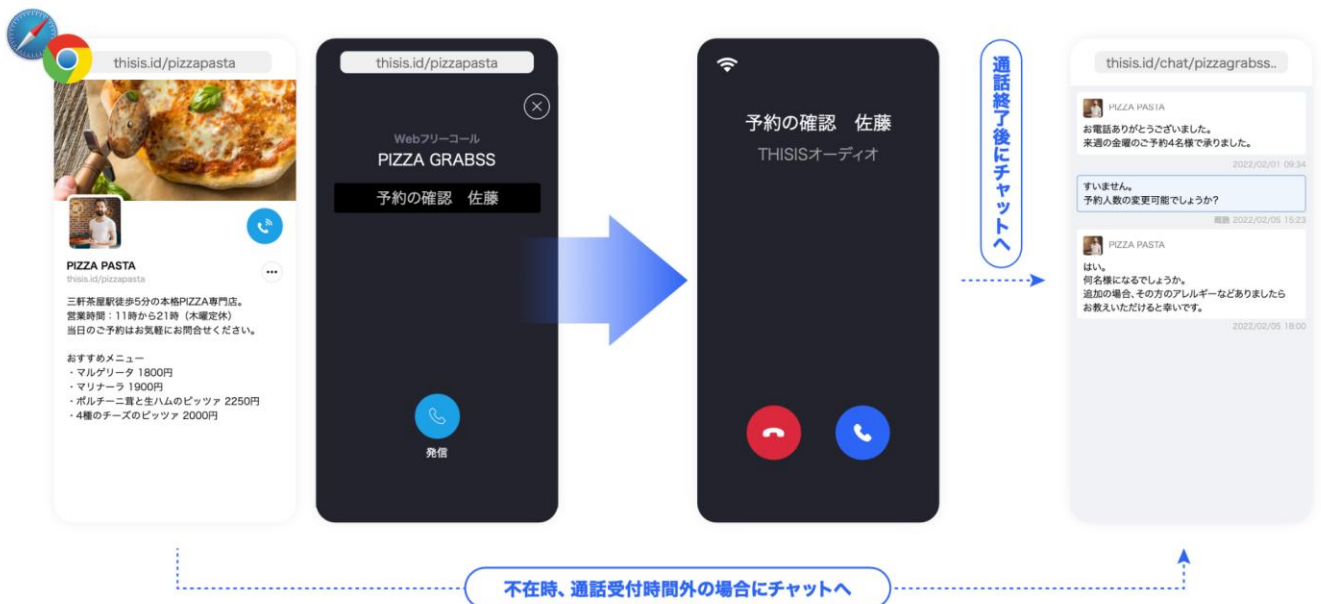 thisis.id/pizzapasta
PIZZA PASTA
thisis.id/pizzapasta
三軒茶屋駅徒歩5分の本格PIZZA専門店。
営業時間：11時から21時（木曜定休）
当日のご予約はお気軽にお問合せください。
おすすめメニュー
・マルゲリータ 1800円
・マリナーラ 1900円
・ポルチーニ茸と生ハムのピッツァ 2250円
・4種のチーズのピッツァ 2000円
thisis.id/pizzapasta
Webフリーコール
PIZZA GRABSS
予約の確認 佐藤
発信
予約の確認 佐藤
THISISオーディオ
通話終了後にチャットへ
thisis.id/chat/pizzagrabss..
PIZZA PASTA
お電話ありがとうございました。
来週の金曜のご予約4名様で承りました。
2022/02/01 09:34
すいません。
予約人数の変更可能でしょうか？
2022/02/05 15:23
PIZZA PASTA
はい。
何名様になるでしょうか。
追加の場合、その方のアレルギーなどありましたら
お教えいただけると幸いです。
2022/02/05 18:00
不在時、通話受付時間外の場合にチャットへ